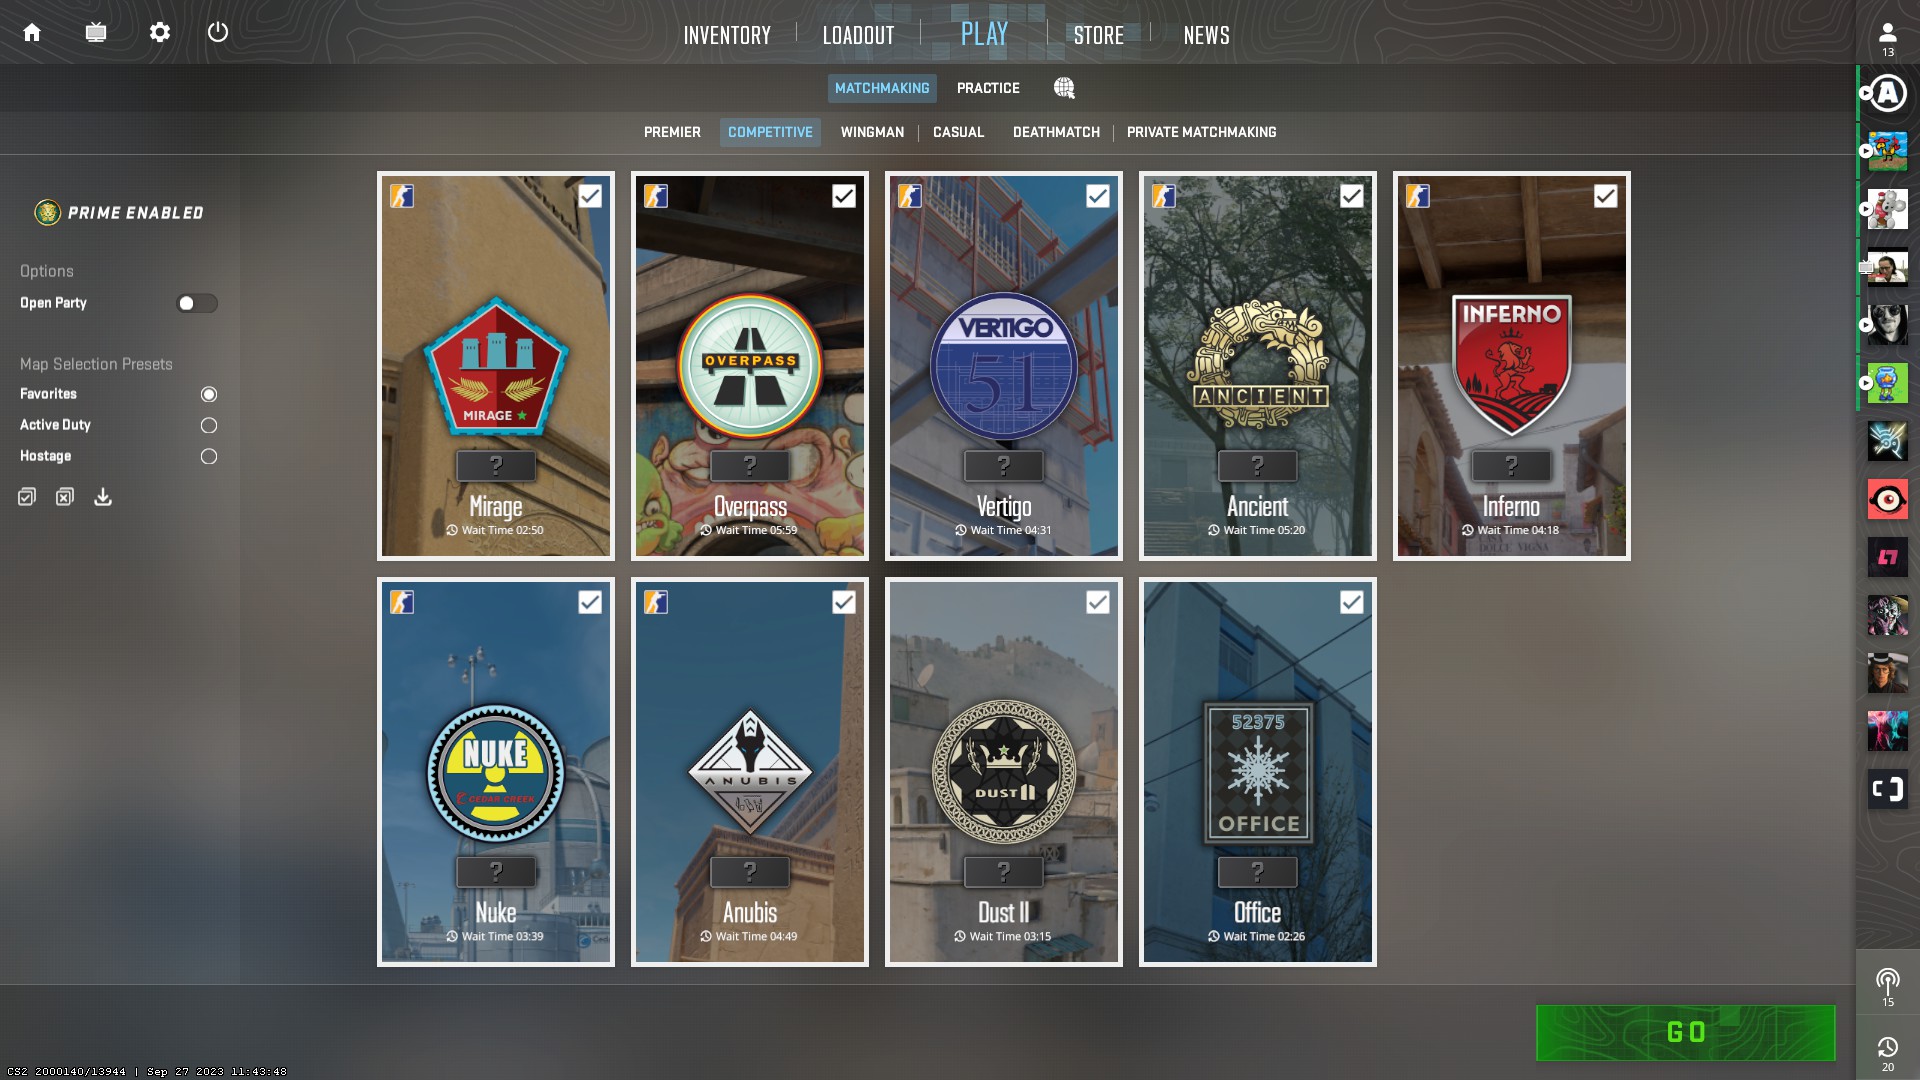 INVENTORY
LOADOUT
PLAY
STORE
NEWS
13
MATCHMAKING
PRACTICE
PREMIER
COMPETITIVE
WINGMAN
CASUAL
DEATHMATCH
PRIVATE MATCHMAKING
PRIME ENABLED
Options
Open Party
Map Selection Presets
Favorites
Active Duty
Hostage
MIRAGE
?
Mirage
Wait Time 02:50
OVERPASS
?
Overpass
Wait Time 05:59
VERTIGO
51
?
Vertigo
Wait Time 04:31
ANCIENT
?
Ancient
Wait Time 05:20
INFERNO
?
Inferno
Wait Time 04:18
NUKE
CEDAR CREEK
?
Nuke
Wait Time 03:39
ANUBIS
?
Anubis
Wait Time 04:49
DUST II
?
Dust II
Wait Time 03:15
52375
OFFICE
?
Office
Wait Time 02:26
A
15
GO
20
CS2 2000140/13944 | Sep 27 2023 11:43:48